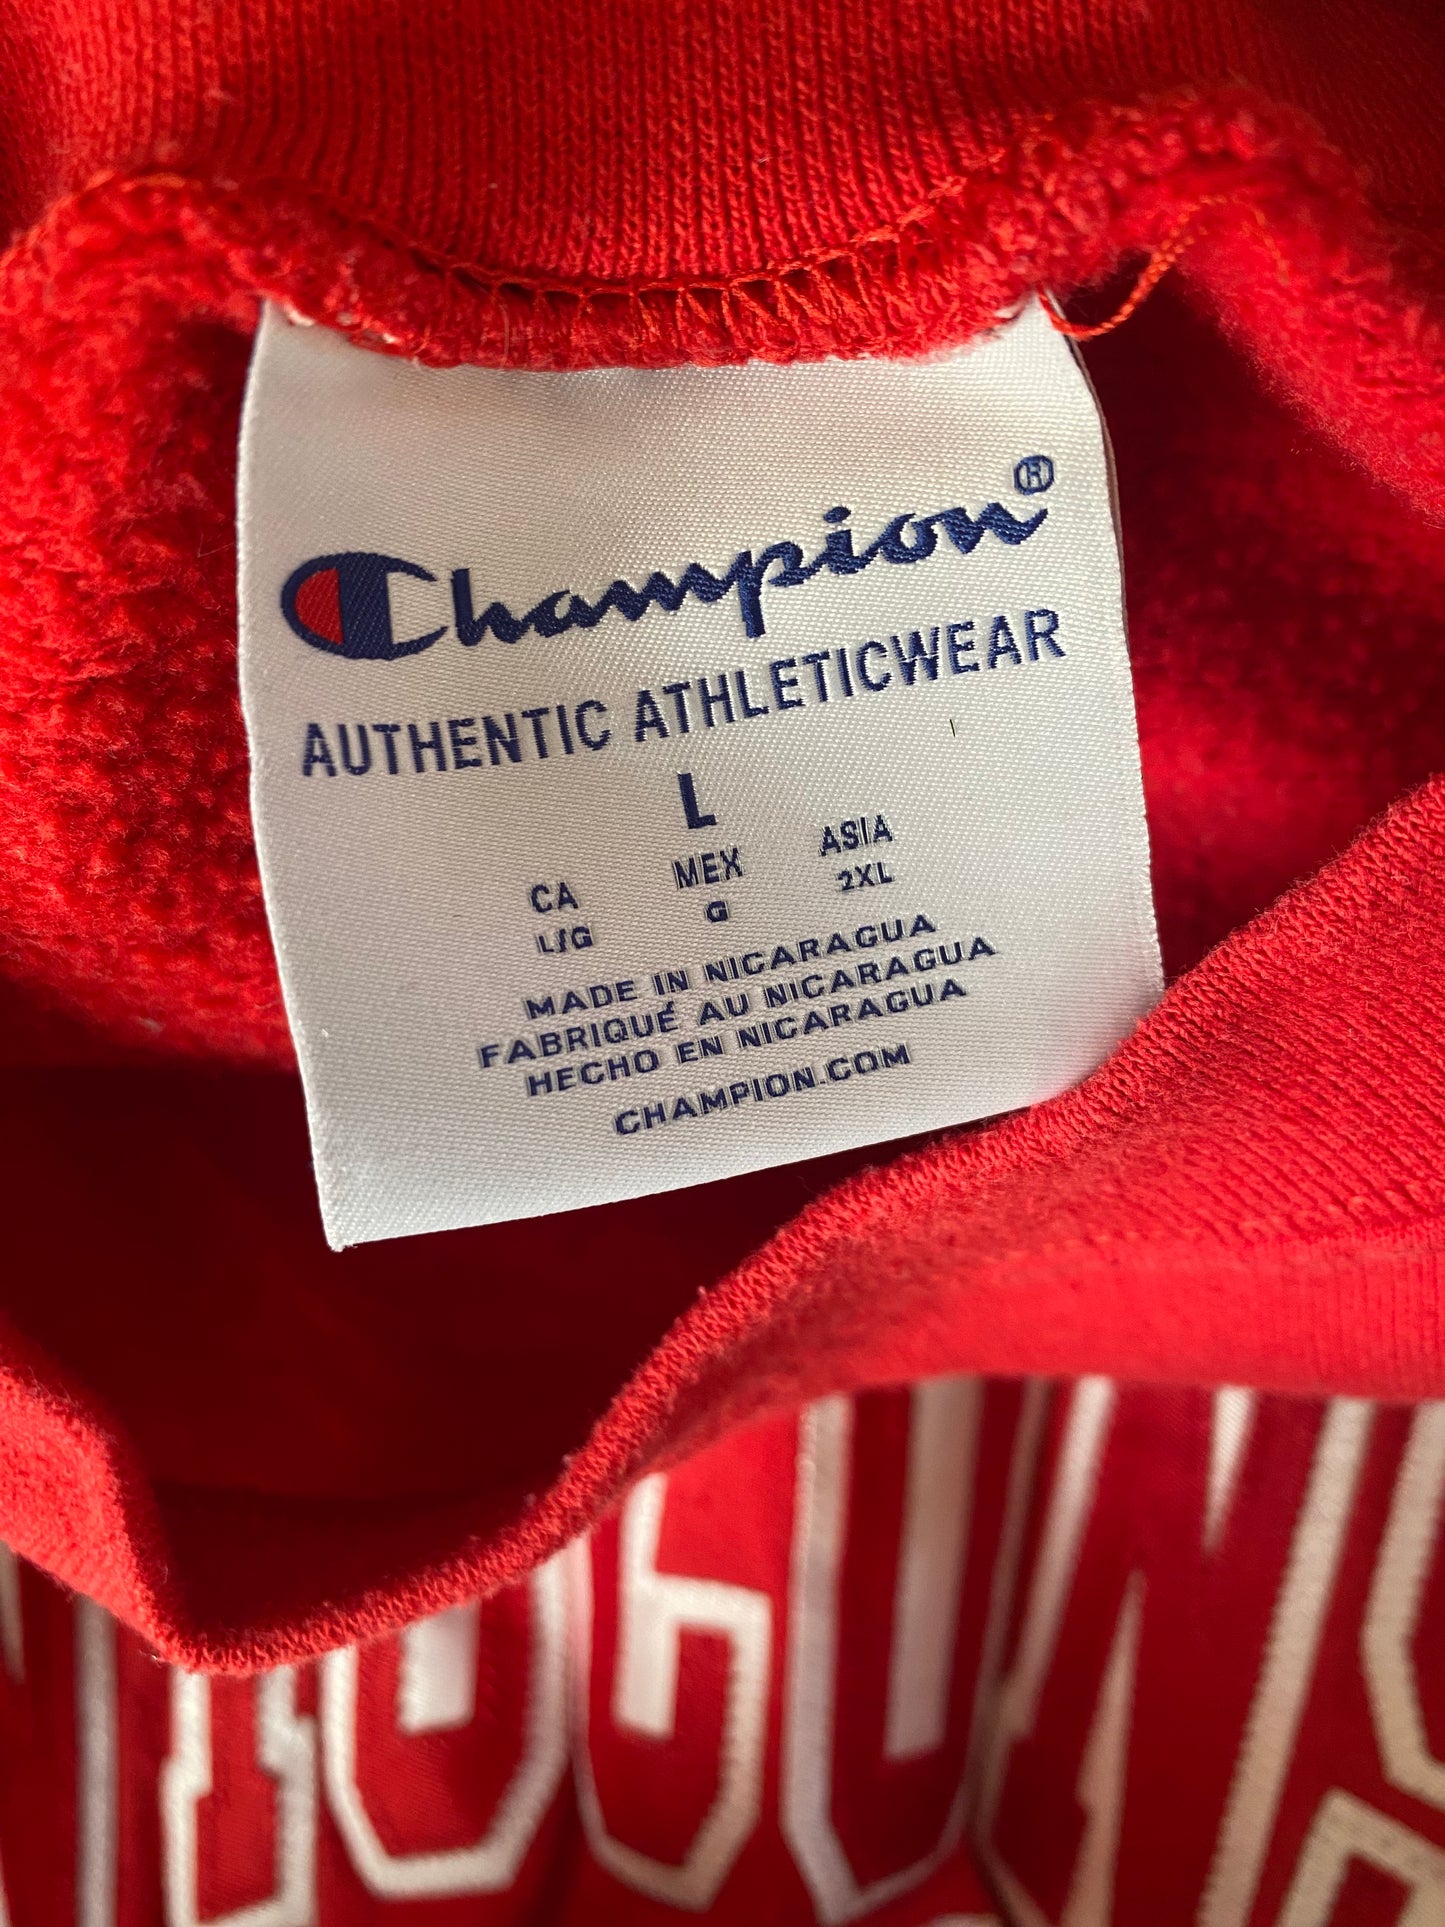 Champion®
AUTHENTIC ATHLETICWEAR
L
CA MEX ASIA
L/G G 2XL
MADE IN NICARAGUA
FABRIQUÉ AU NICARAGUA
HECHO EN NICARAGUA
CHAMPION.COM